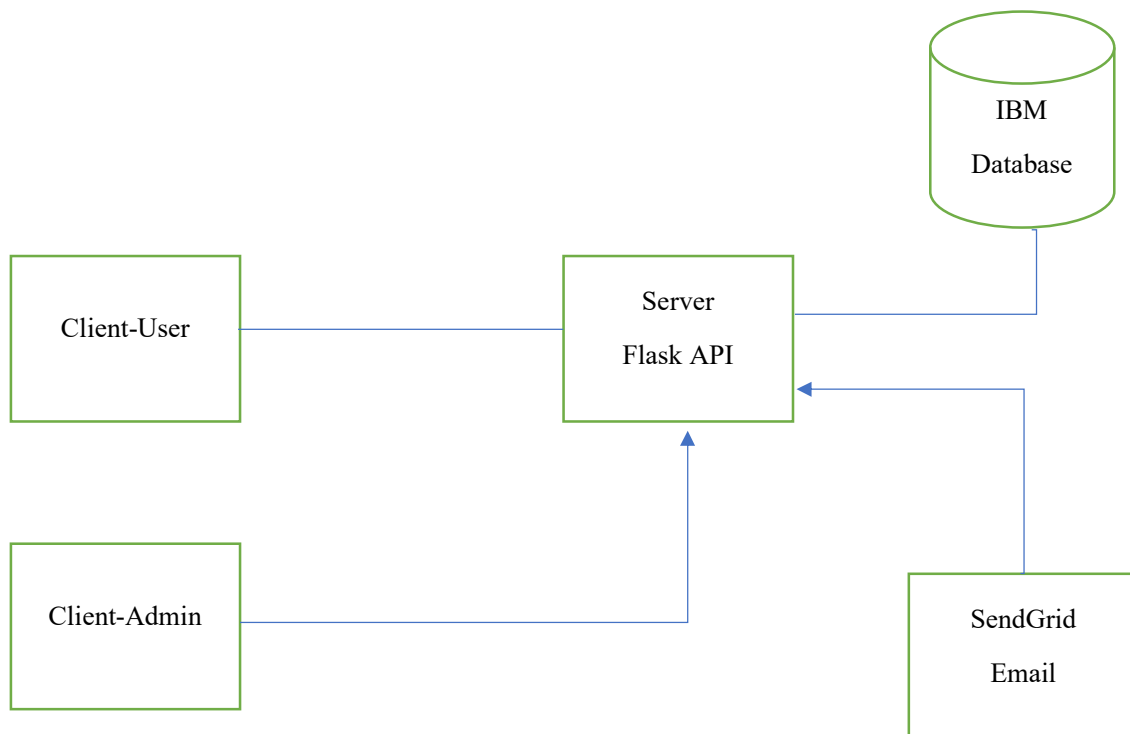 IBM
Database
Client-User
Server
Flask API
Client-Admin
SendGrid
Email